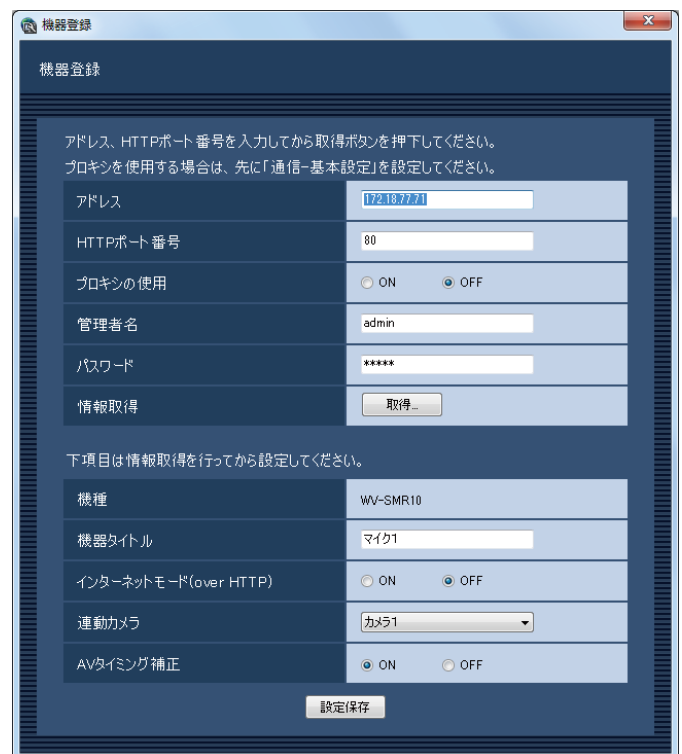 機器登録
機器登録
アドレス、HTTPポート番号を入力してから取得ボタンを押下してください。
プロキシを使用する場合は、先に「通信-基本設定」を設定してください。
アドレス 172.18.77.71
HTTPポート番号 80
プロキシの使用 ON OFF
管理者名 admin
パスワード *****
情報取得 取得...
下項目は情報取得を行ってから設定してください。
機種 WV-SMR10
機器タイトル マイク1
インターネットモード(over HTTP) ON OFF
連動カメラ カメラ1
AVタイミング補正 ON OFF
設定保存